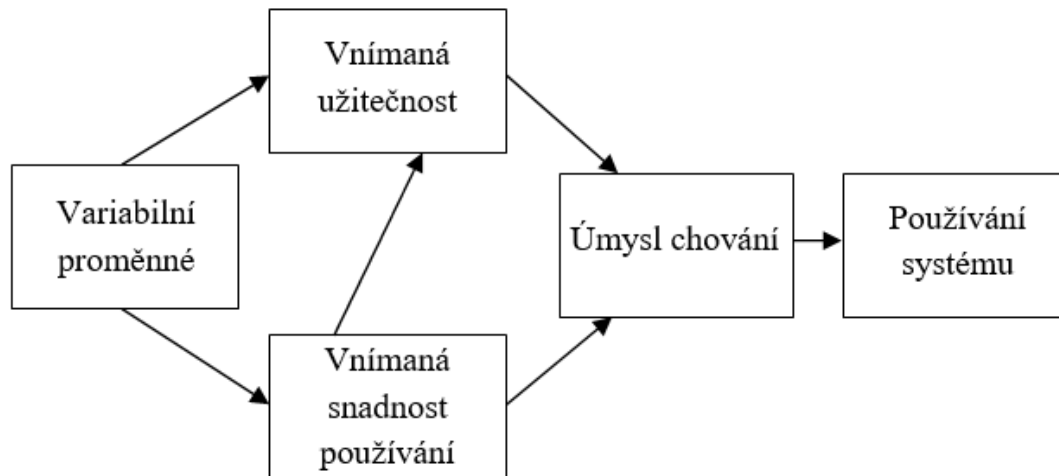 Vnímaná
užitečnost
Variabilní
proměnné
Úmysl chování
Používání
systému
Vnímaná
snadnost
používání